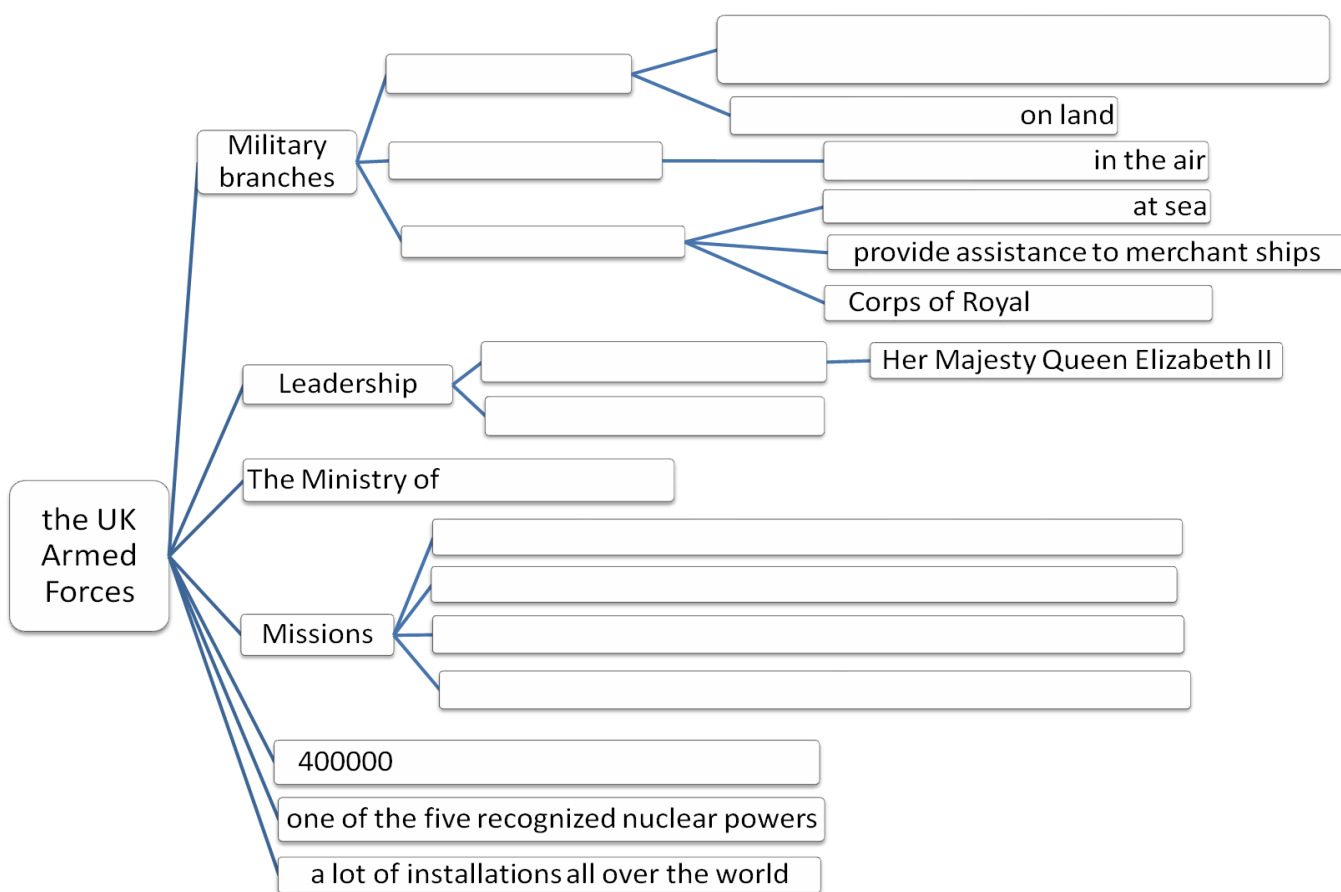 on land
Military
branches
in the air
at sea
provide assistance to merchant ships
Corps of Royal
Her Majesty Queen Elizabeth II
Leadership
The Ministry of
the UK
Armed
Forces
Missions
400000
one of the five recognized nuclear powers
a lot of installations all over the world